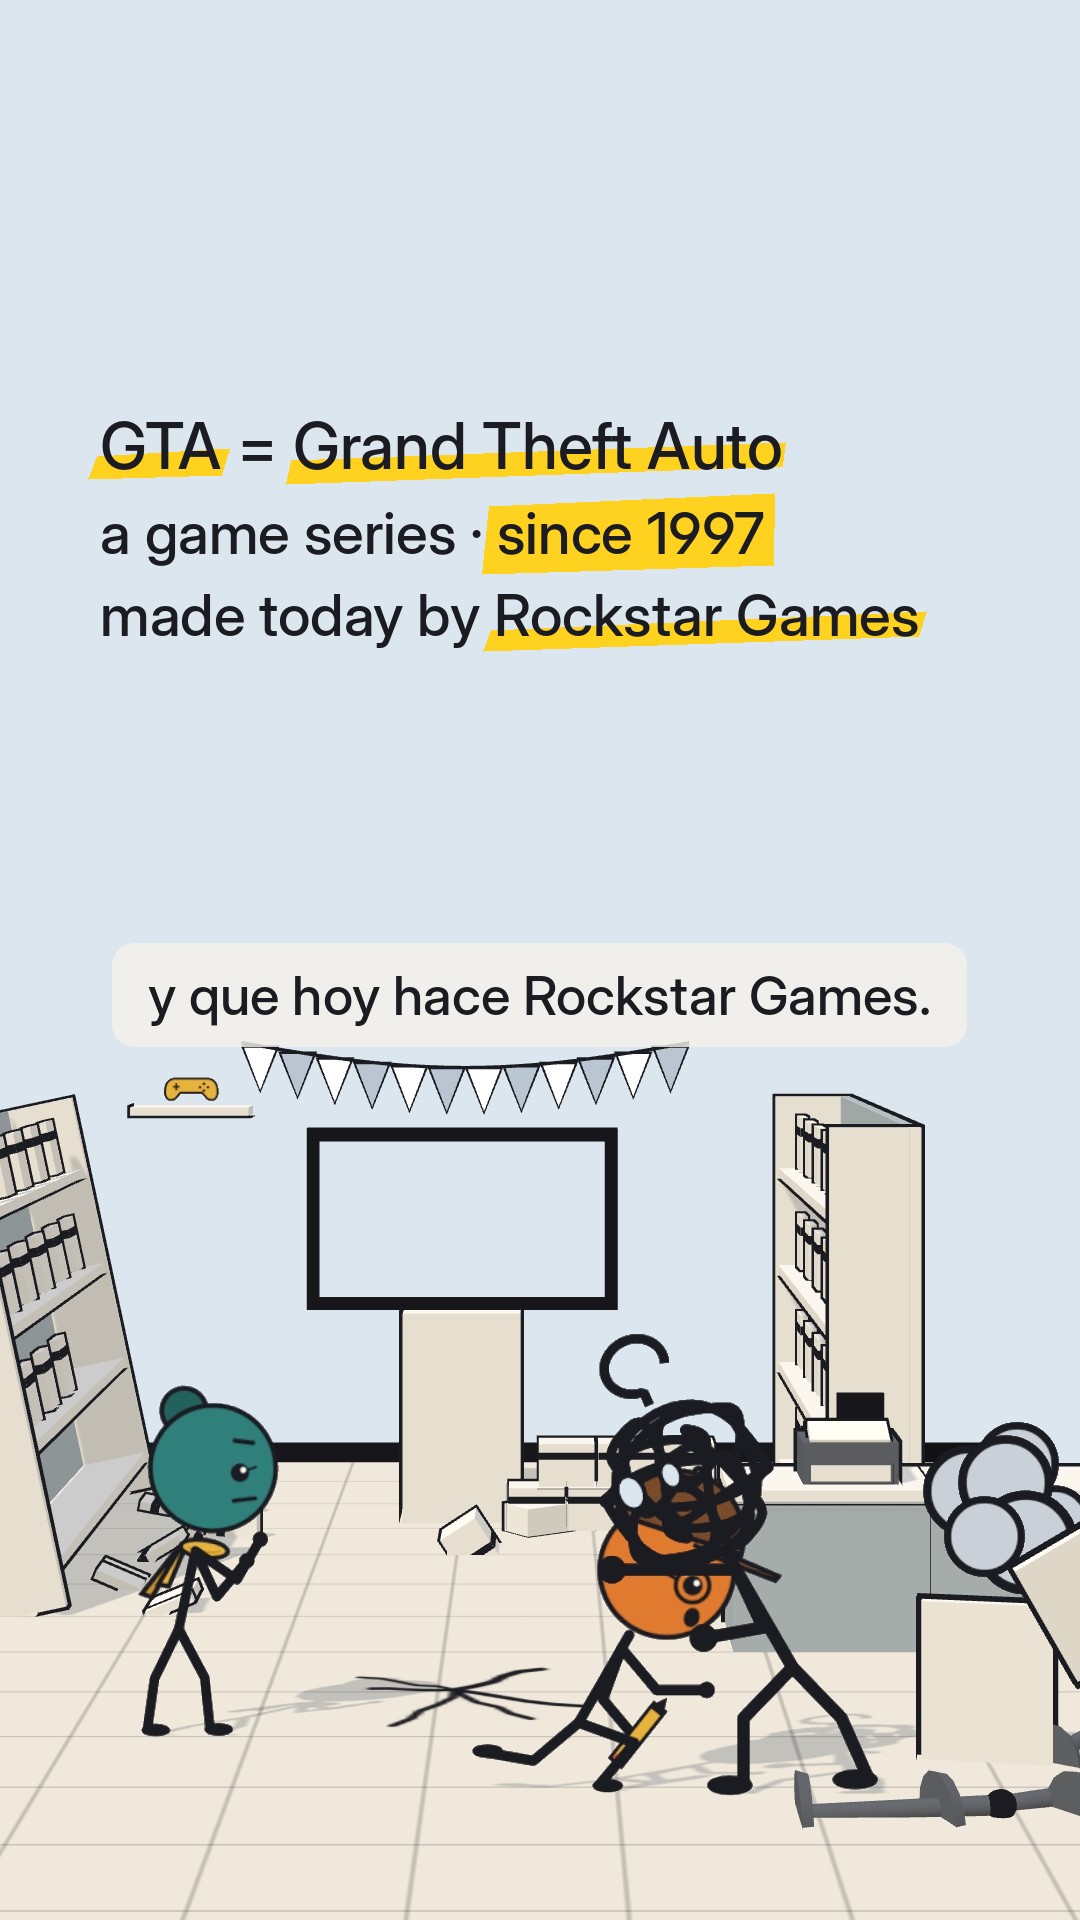 GTA = Grand Theft Auto
a game series · since 1997
made today by Rockstar Games
y que hoy hace Rockstar Games.